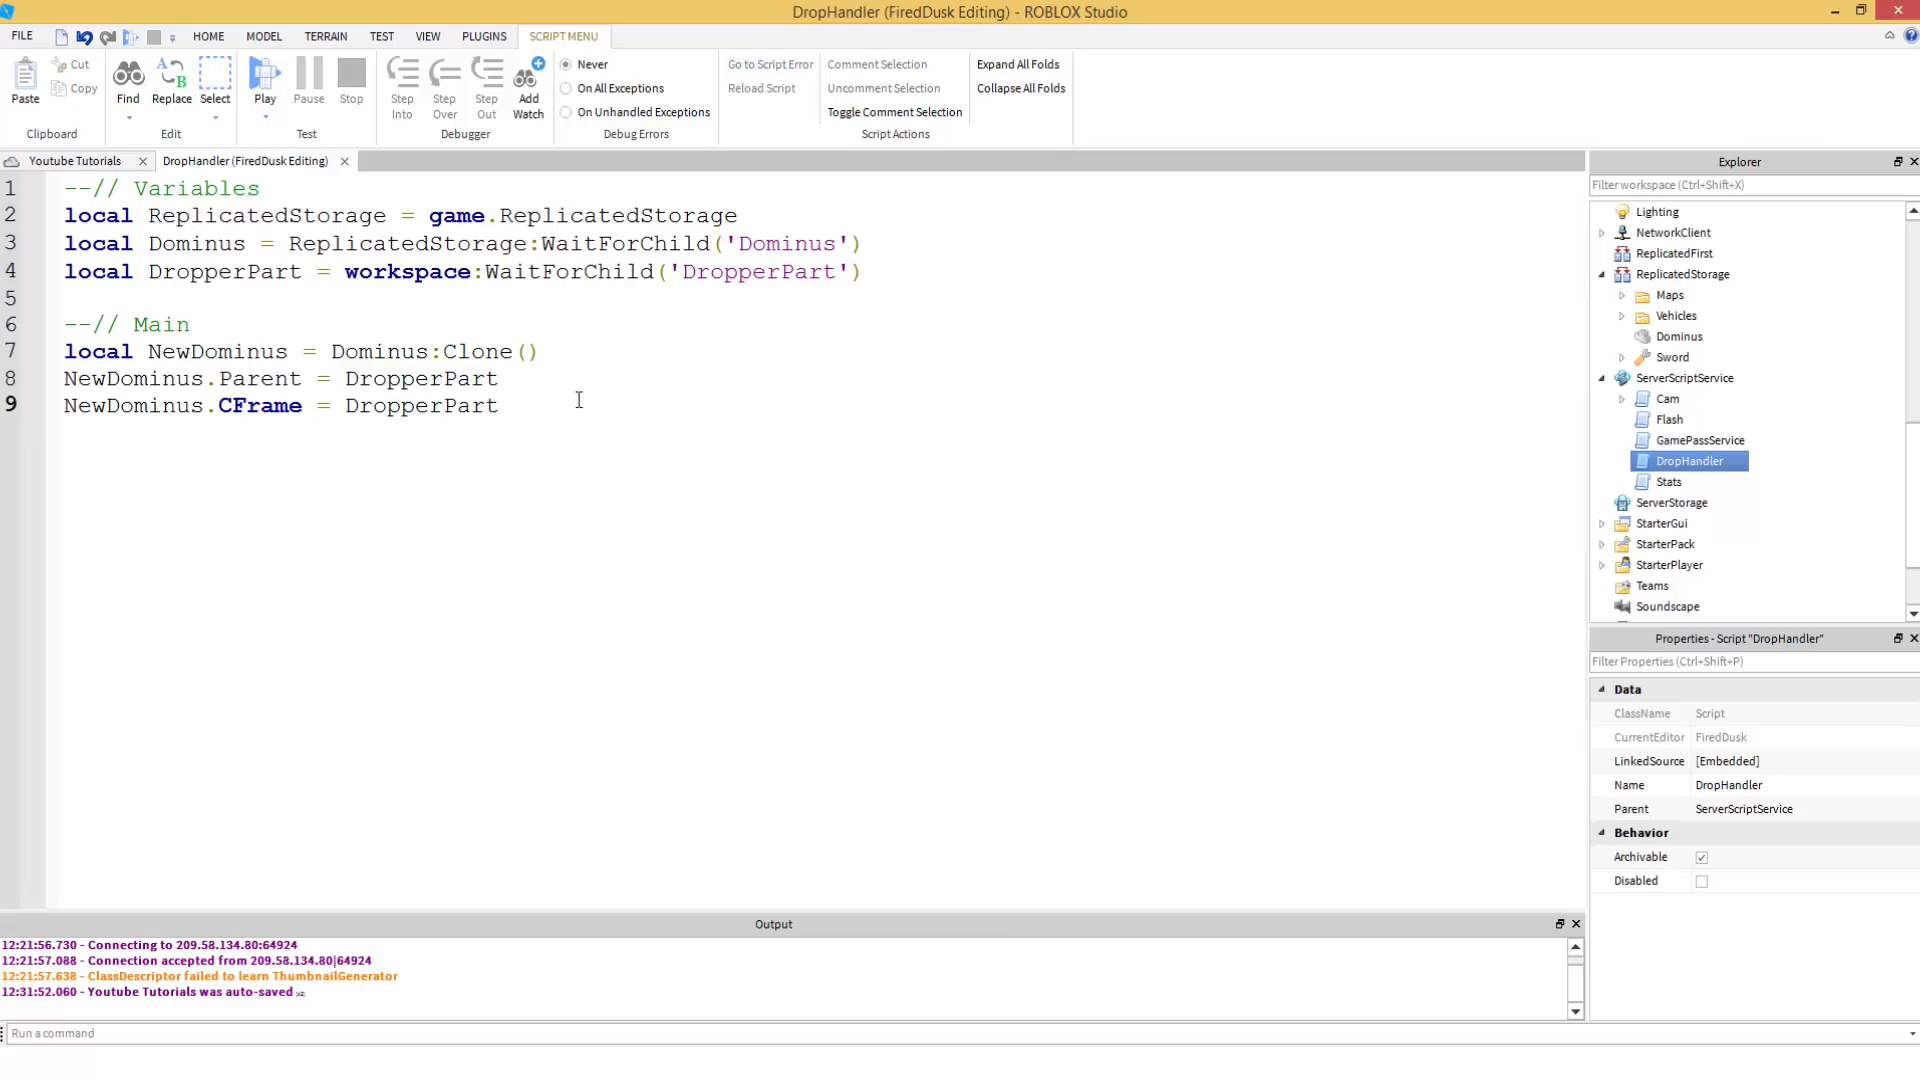 DropHandler (FiredDusk Editing) - ROBLOX Studio
FILE HOME MODEL TERRAIN TEST VIEW PLUGINS SCRIPT MENU
Paste Cut Copy Clipboard
Find Replace Select Edit
Play Pause Stop Test
Step Into Step Over Step Out Add Watch Debugger
Never
On All Exceptions
On Unhandled Exceptions
Debug Errors
Go to Script Error
Reload Script
Comment Selection
Uncomment Selection
Toggle Comment Selection
Expand All Folds
Collapse All Folds
Script Actions
Youtube Tutorials DropHandler (FiredDusk Editing)
1 --// Variables
2 local ReplicatedStorage = game.ReplicatedStorage
3 local Dominus = ReplicatedStorage:WaitForChild('Dominus')
4 local DropperPart = workspace:WaitForChild('DropperPart')
5
6 --// Main
7 local NewDominus = Dominus:Clone()
8 NewDominus.Parent = DropperPart
9 NewDominus.CFrame = DropperPart
Explorer
Filter workspace (Ctrl+Shift+X)
Lighting
NetworkClient
ReplicatedFirst
ReplicatedStorage
Maps
Vehicles
Dominus
Sword
ServerScriptService
Cam
Flash
GamePassService
DropHandler
Stats
ServerStorage
StarterGui
StarterPack
StarterPlayer
Teams
Soundscape
Properties - Script "DropHandler"
Filter Properties (Ctrl+Shift+P)
Data
ClassName Script
CurrentEditor FiredDusk
LinkedSource [Embedded]
Name DropHandler
Parent ServerScriptService
Behavior
Archivable
Disabled
Output
12:21:56.730 - Connecting to 209.58.134.80:64924
12:21:57.088 - Connection accepted from 209.58.134.80|64924
12:21:57.638 - ClassDescriptor failed to learn ThumbnailGenerator
12:31:52.060 - Youtube Tutorials was auto-saved
Run a command